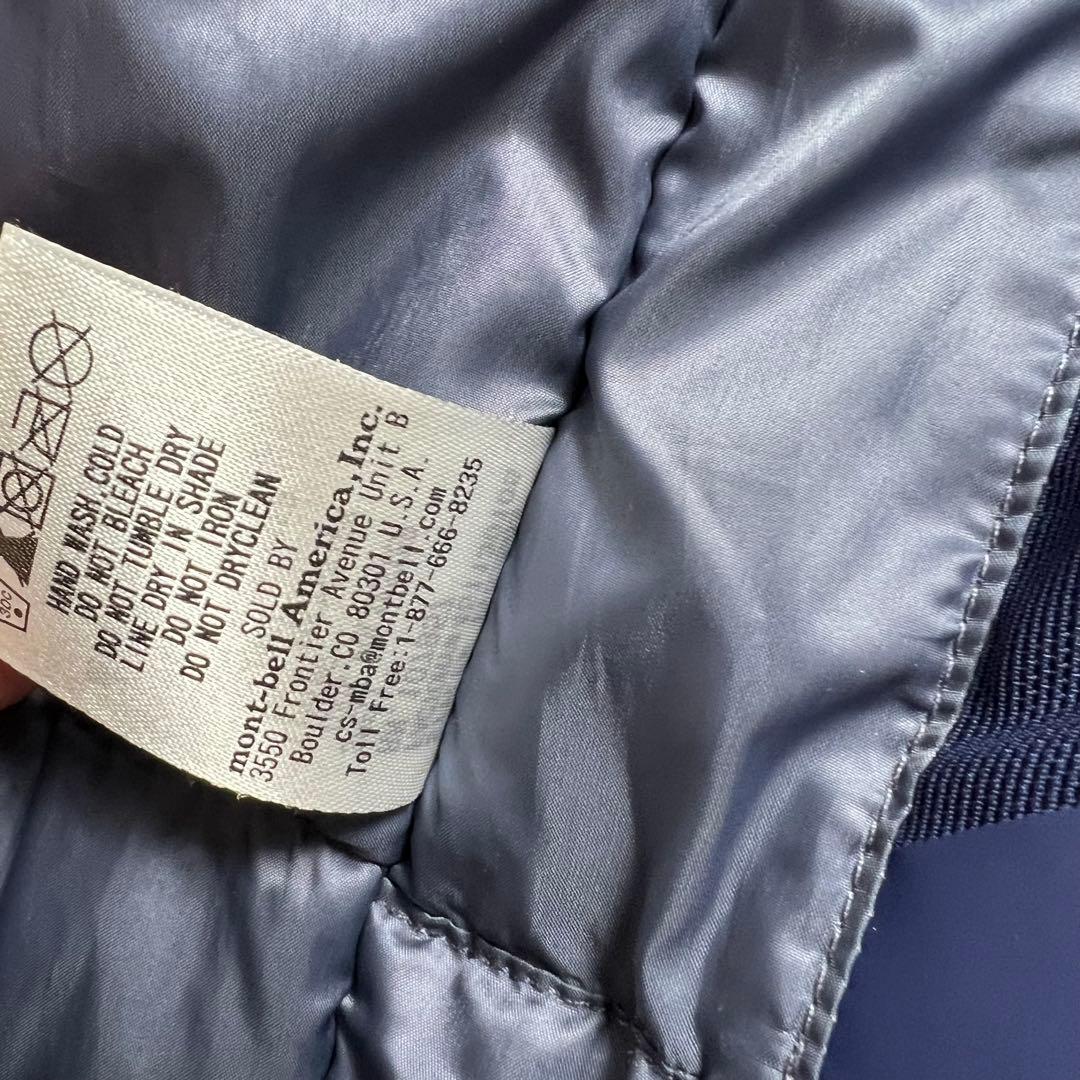 30C
HAND WASH,COLD
DO NOT BLEACH
DO NOT TUMBLE DRY
LINE DRY IN SHADE
DO NOT IRON
DO NOT DRYCLEAN
SOLD BY
mont-bell America,Inc.
3550 Frontier Avenue Unit B
Boulder.CO 80301 U.S.A.
cs-mba@montbell.com
Toll Free:1-877-666-8235